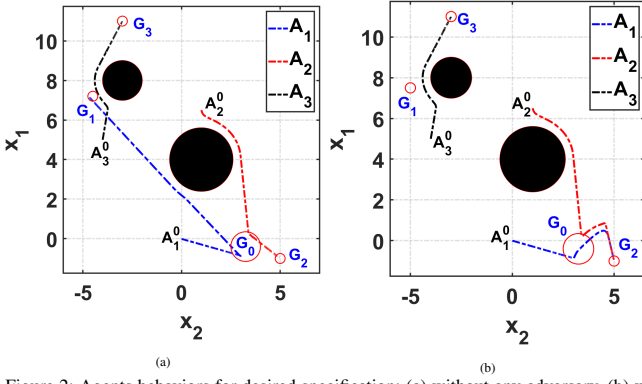 A₁
A₂
A₃
10
8
6
4
2
0
x₁
-5
0
5
x₂
G₃
G₁
A₃⁰
A₂⁰
A₁⁰
G₀
G₂
(a)
A₁
A₂
A₃
10
8
6
4
2
0
x₁
-5
0
5
x₂
G₃
G₁
A₃⁰
A₂⁰
A₁⁰
G₀
G₂
(b)
Figure 2: Agents behaviors for desired specification: (a) without any adversary, (b)